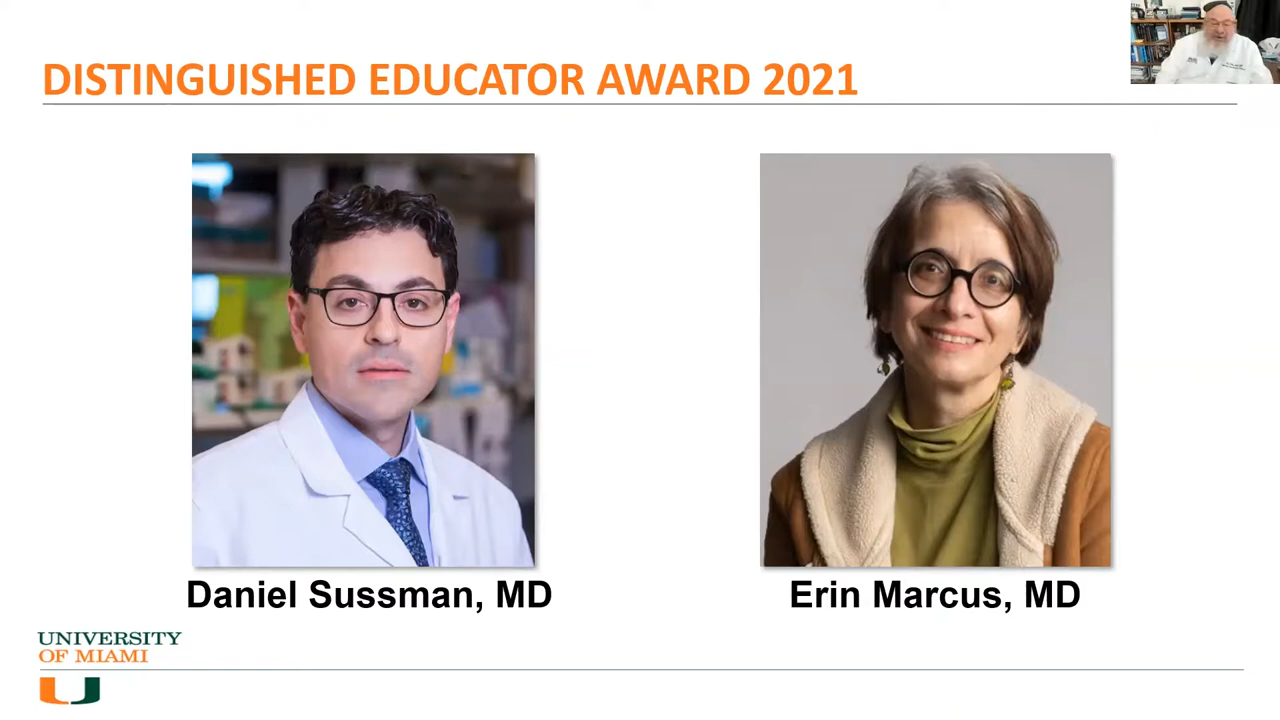 DISTINGUISHED EDUCATOR AWARD 2021
Daniel Sussman, MD
Erin Marcus, MD
UNIVERSITY
OF MIAMI